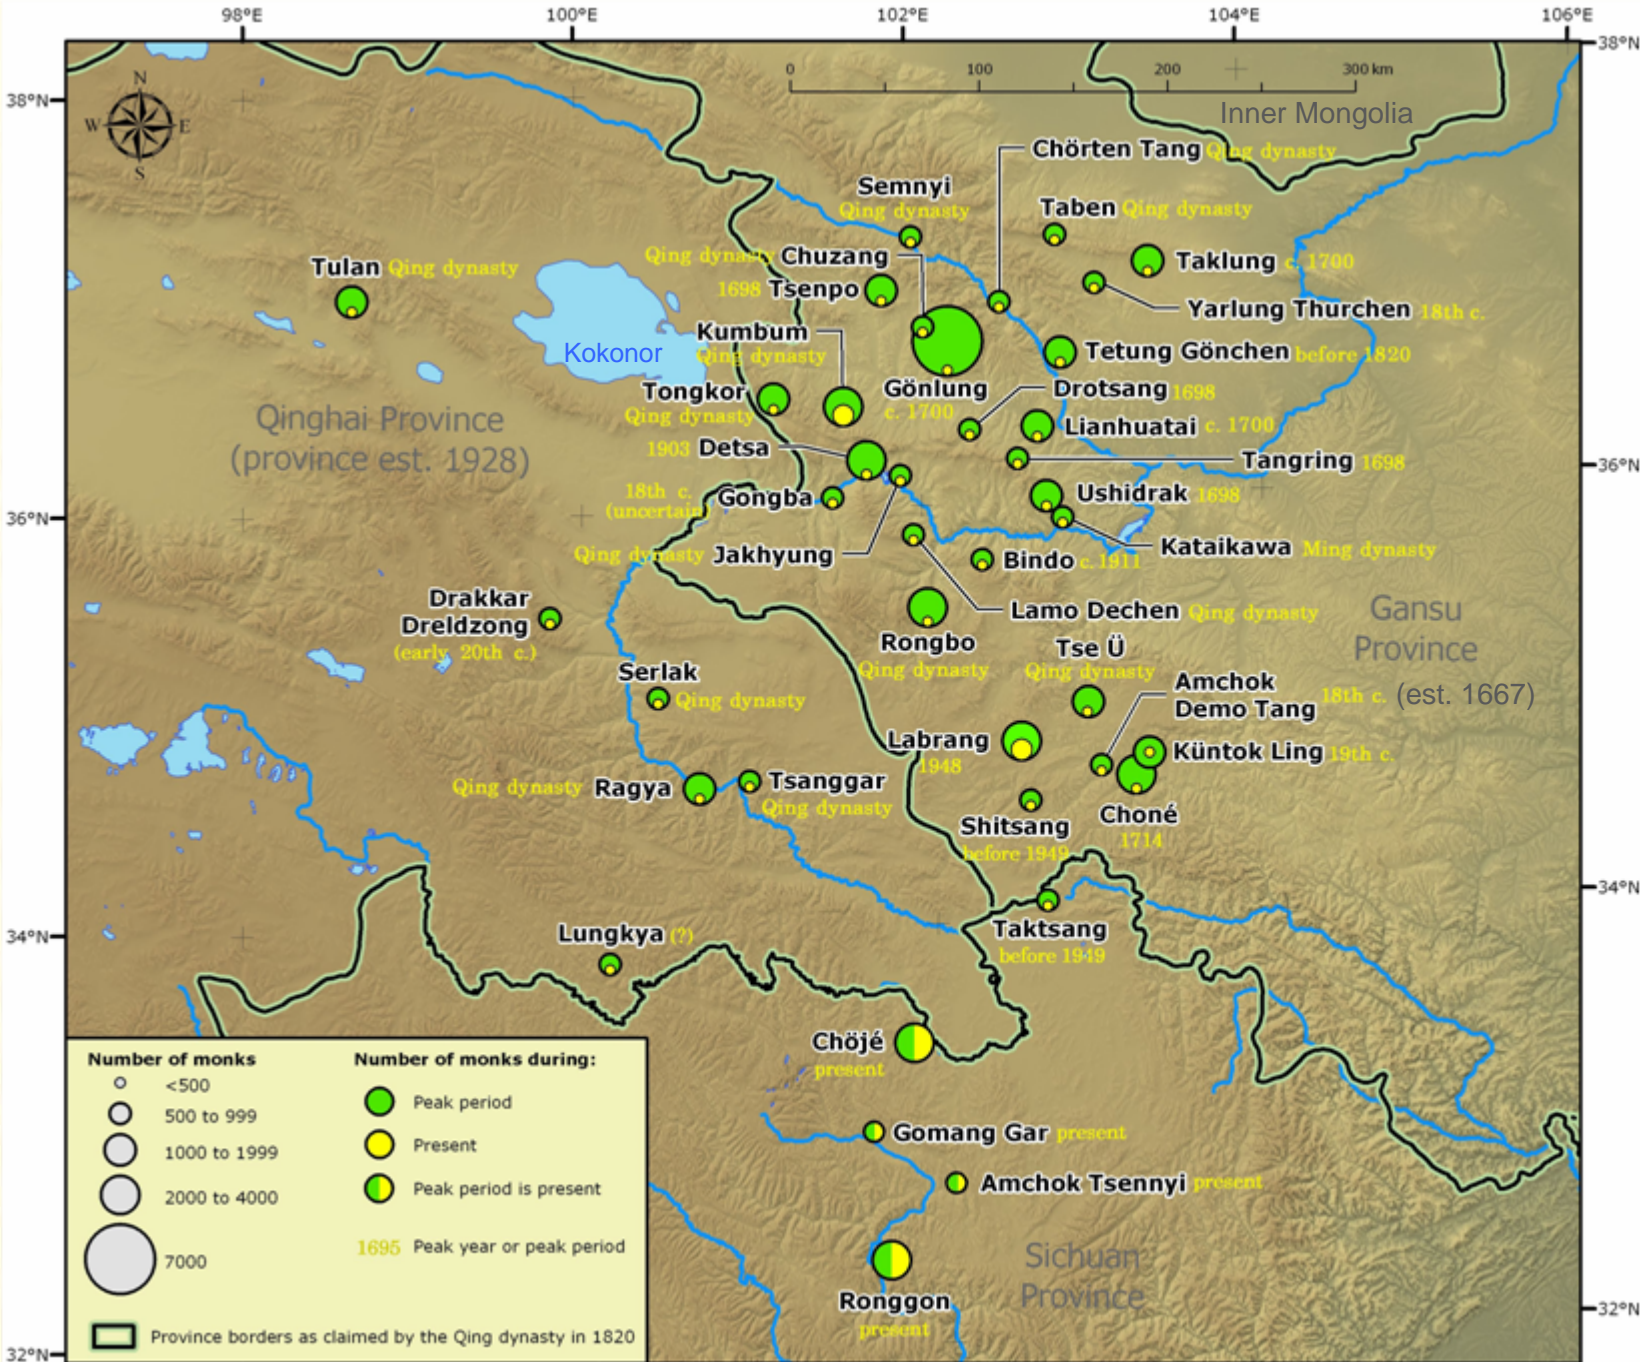 98°E 100°E 102°E 104°E 106°E
38°N
38°N
0 100 200 300 km
N
W E
S
Inner Mongolia
Chörten Tang Qing dynasty
Semnyi
Qing dynasty
Taben Qing dynasty
Qing dynasty Chuzang
Taklung c. 1700
Tulan Qing dynasty
1698 Tsenpo
Yarlung Thurchen 18th c.
Kumbum
Qing dynasty
Kokonor
Tetung Gönchen before 1820
Gönlung
c. 1700
Drotsang 1698
Tongkor
Qing dynasty
Qinghai Province
(province est. 1928)
Lianhuatai c. 1700
1903 Detsa
Tangring 1698
36°N
18th c.
(uncertain)
Gongba
Ushidrak 1698
36°N
Qing dynasty Jakhyung
Kataikawa Ming dynasty
Bindo c. 1911
Drakkar
Dreldzong
(early 20th c.)
Lamo Dechen Qing dynasty
Gansu
Province
(est. 1667)
Rongbo
Qing dynasty
Tse Ü
Qing dynasty
Serlak
Qing dynasty
Amchok
Demo Tang
18th c.
Labrang
1948
Küntok Ling 19th c.
Qing dynasty Ragya
Tsanggar
Qing dynasty
Choné
1714
Shitsang
before 1949
34°N
Taktsang
before 1949
34°N
Lungkya (?)
Chöjé
present
Gomang Gar present
Amchok Tsennyi present
Sichuan
Province
Ronggon
present
32°N
32°N
Number of monks
<500
500 to 999
1000 to 1999
2000 to 4000
7000
Number of monks during:
Peak period
Present
Peak period is present
1695 Peak year or peak period
Province borders as claimed by the Qing dynasty in 1820